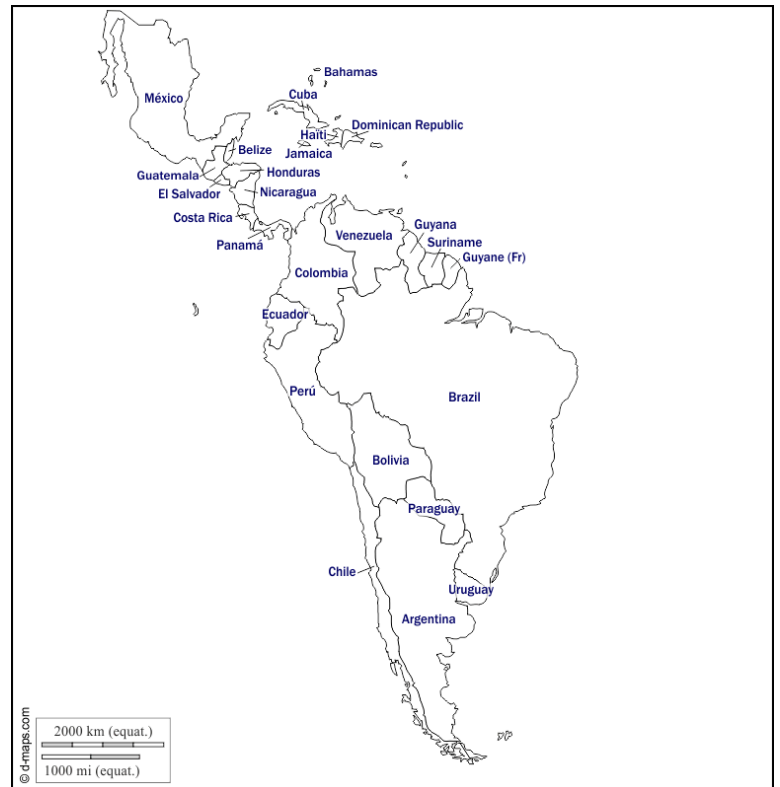 Bahamas
Cuba
México
Dominican Republic
Haïti
Jamaica
Belize
Guatemala
Honduras
El Salvador
Nicaragua
Costa Rica
Panamá
Venezuela
Guyana
Suriname
Guyane (Fr)
Colombia
Ecuador
Perú
Brazil
Bolivia
Paraguay
Chile
Uruguay
Argentina
2000 km (equat.)
1000 mi (equat.)
© d-maps.com